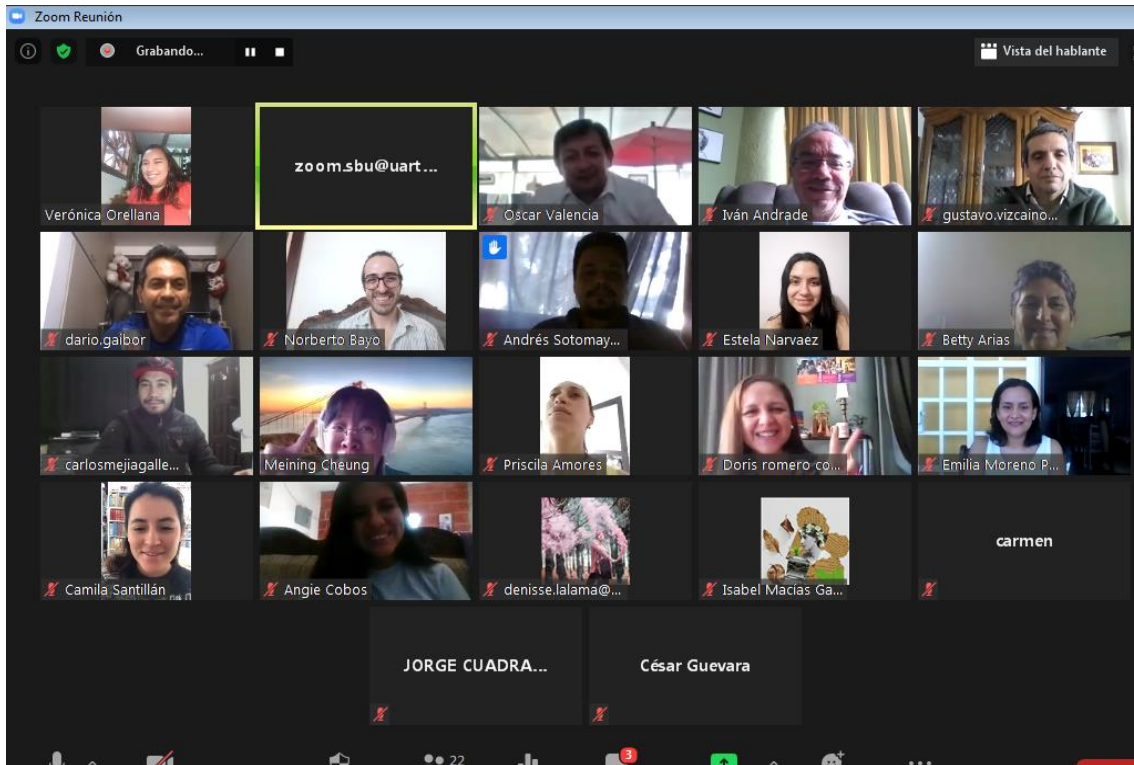 Zoom Reunión
Grabando...
Vista del hablante
Verónica Orellana
zoom.sbu@uart...
Oscar Valencia
Iván Andrade
gustavo.vizcaino...
dario.gaibor
Norberto Bayo
Andrés Sotomay...
Estela Narvaez
Betty Arias
carlosmejiagalle...
Meining Cheung
Priscila Amores
Doris romero co...
Emilia Moreno P...
Camila Santillán
Angie Cobos
denisse.lalama@...
Isabel Macías Ga...
carmen
JORGE CUADRA...
César Guevara
22
3